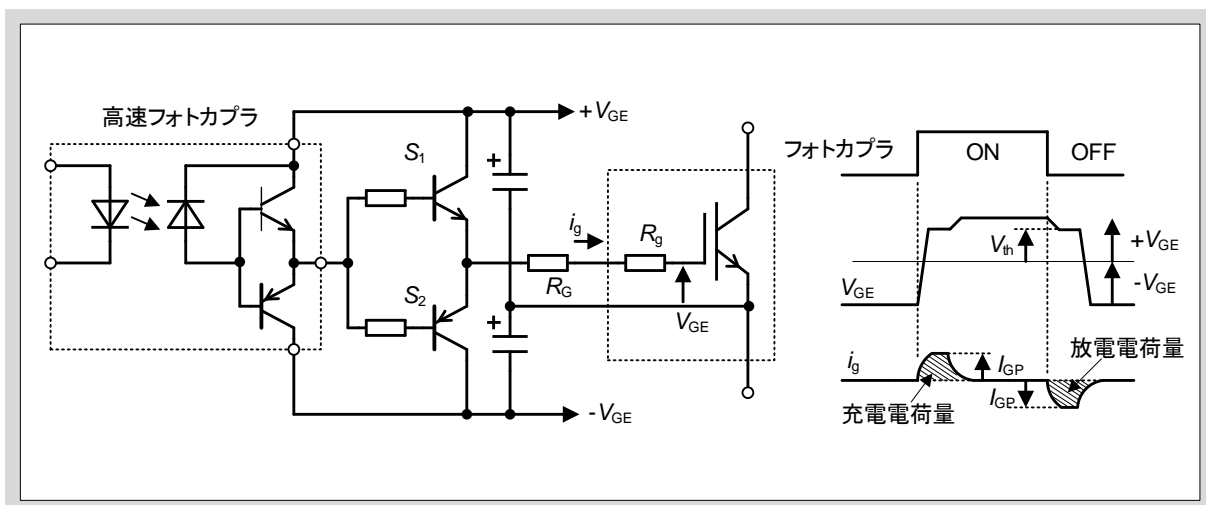 高速フォトカプラ
S1
S2
+
+
+VGE
-VGE
ig
RG
Rg
VGE
フォトカプラ
ON
OFF
Vth
+VGE
-VGE
VGE
ig
IGP
IGP
充電電荷量
放電電荷量